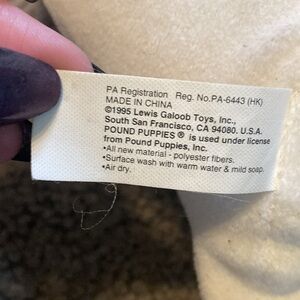 PA Registration Reg. No.PA-6443 (HK)
MADE IN CHINA
©1995 Lewis Galoob Toys, Inc.,
South San Francisco, CA 94080. U.S.A.
POUND PUPPIES® is used under license
from Pound Puppies, Inc.
•All new material - polyester fibers.
•Surface wash with warm water & mild soap.
•Air dry.